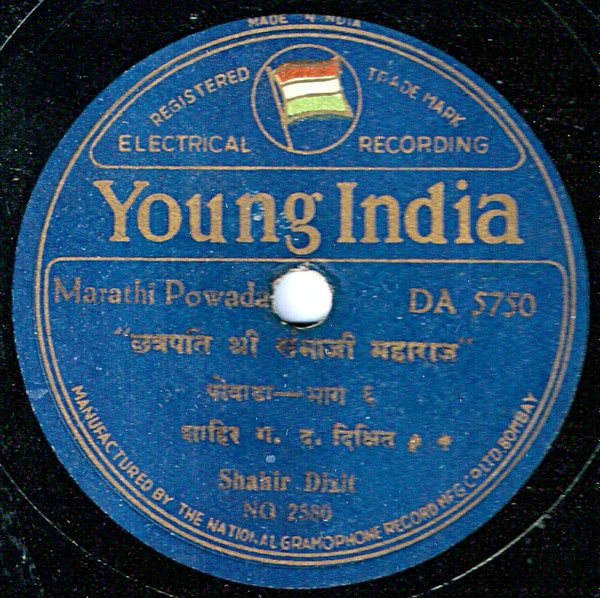 MADE IN INDIA
REGISTERED TRADE MARK
ELECTRICAL RECORDING
Young India
Marathi Powada DA 5750
"छत्रपति श्री संभाजी महाराज"
पोवाडा—भाग ६
शाहिर ग. द. दिक्षित
Shahir Dixit
NG 2580
MANUFACTURED BY THE NATIONAL GRAMOPHONE RECORD MFG. CO. LTD. BOMBAY